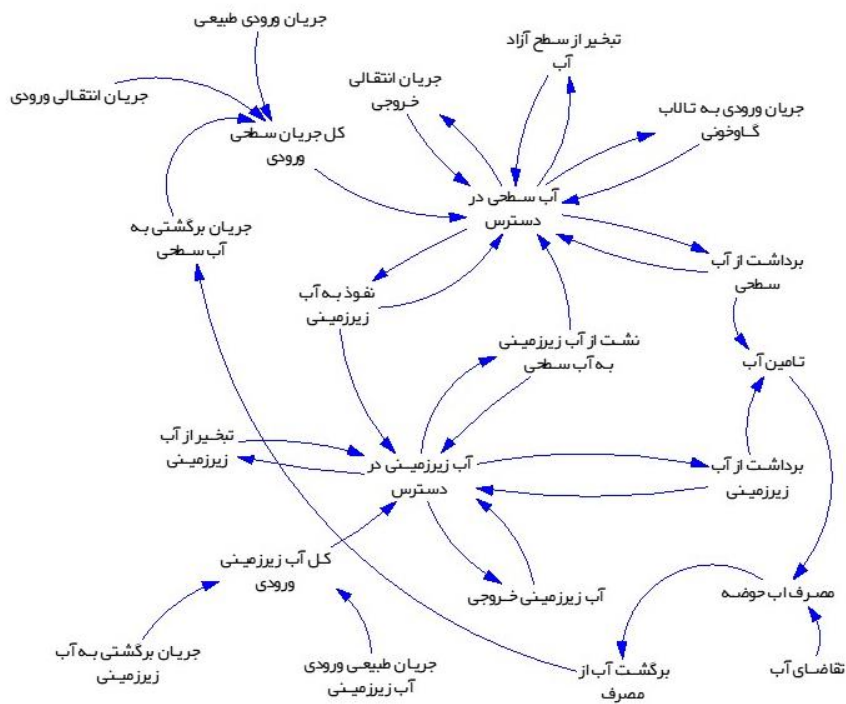 جریان ورودی طبیعی
جریان انتقالی ورودی
کل جریان سطحی
ورودی
جریان انتقالی
خروجی
تبخیر از سطح آزاد
آب
جریان ورودی به تالاب
گاوخونی
آب سطحی در
دسترس
جریان برگشتی به
آب سطحی
برداشت از آب
سطحی
نفوذ به آب
زیرزمینی
نشت از آب زیرزمینی
به آب سطحی
تامین آب
تبخیر از آب
زیرزمینی
آب زیرزمینی در
دسترس
برداشت از آب
زیرزمینی
کل آب زیرزمینی
ورودی
آب زیرزمینی خروجی
مصرف اب حوضه
جریان برگشتی به آب
زیرزمینی
جریان طبیعی ورودی
آب زیرزمینی
برگشت آب از
مصرف
تقاضای آب